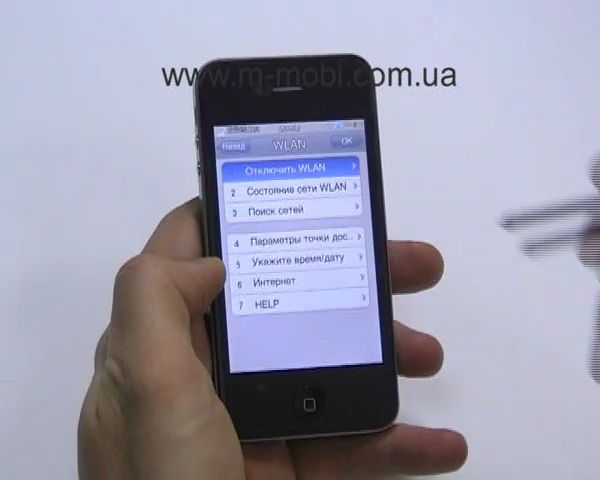 www.m-mobi.com.ua
Назад WLAN OK
1 Отключить WLAN
2 Состояние сети WLAN
3 Поиск сетей
4 Параметры точки дос..
5 Укажите время/дату
6 Интернет
7 HELP